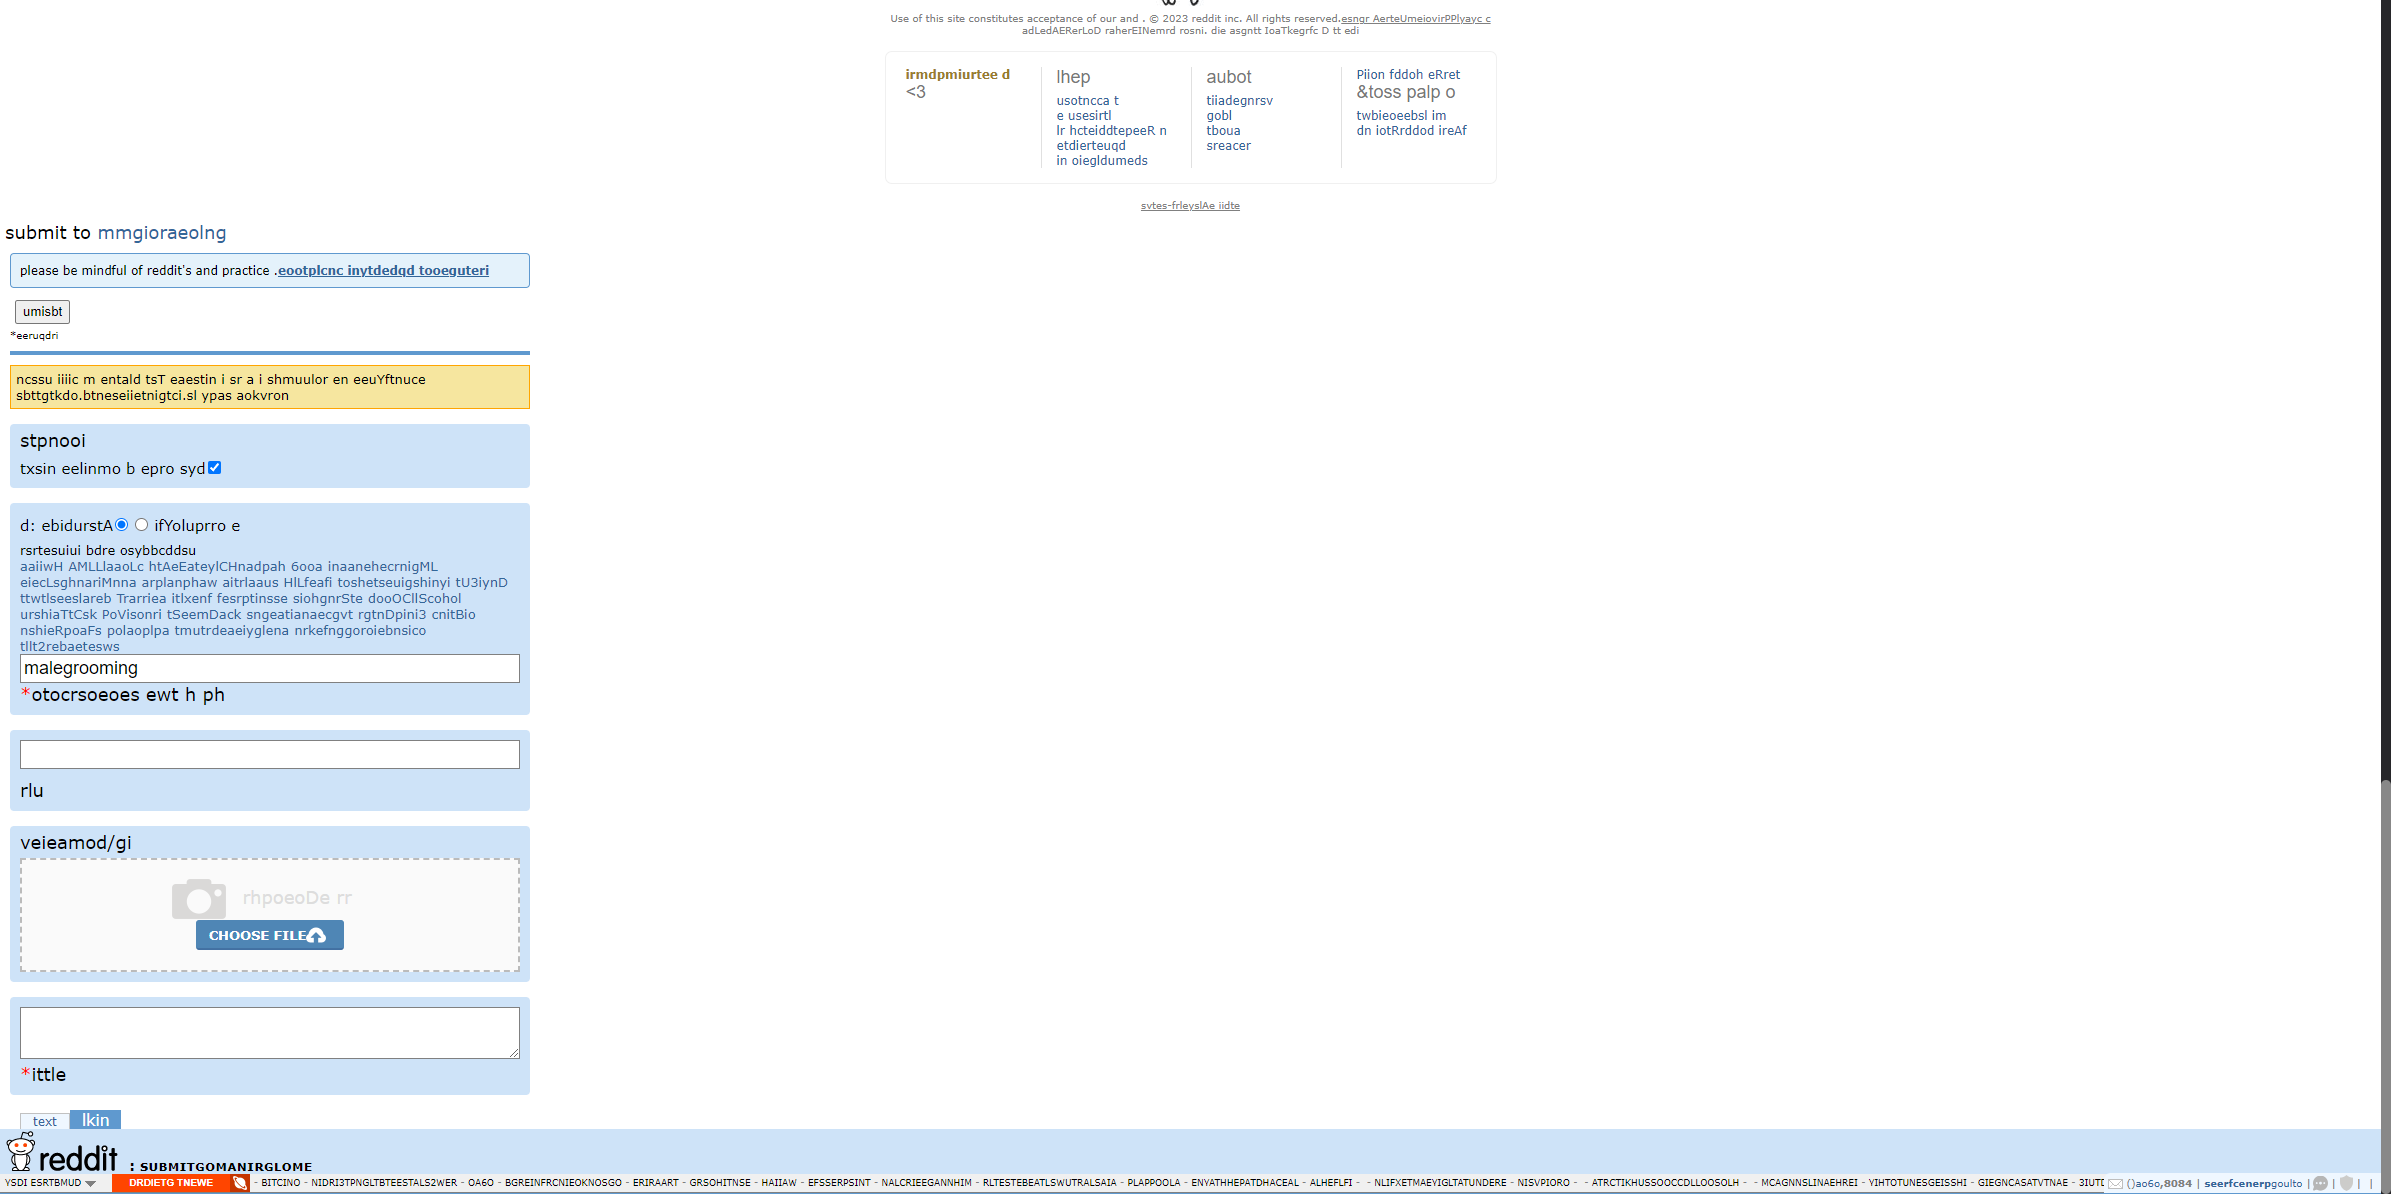 Use of this site constitutes acceptance of our and . © 2023 reddit inc. All rights reserved.esngr AerteUmeiovirPPlyayc c
adLedAERerLoD raherEINemrd rosni. die asgntt IoaTkegrfc D tt edi
irmdpmiurtee d
<3
lhep
usotncca t
e usesirtl
lr hcteiddtepeeR n
etdierteuqd
in oiegldumeds
aubot
tiiadegnrsv
gobl
tboua
sreacer
Piion fddoh eRret
&toss palp o
twbieoeebsl im
dn iotRrddod ireAf
svtes-frleyslAe iidte
submit to mmgioraeolng
please be mindful of reddit's and practice .eootplcnc inytdedqd tooeguteri
umisbt
*eeruqdri
ncssu iiiic m entald tsT eaestin i sr a i shmuulor en eeuYftnuce
sbttgtkdo.btneseiietnigtci.sl ypas aokvron
stpnooi
txsin eelinmo b epro syd
d: ebidurstA ifYoluprro e
rsrtesuiui bdre osybbcddsu
aaiiwH AMLLlaaoLc htAeEateylCHnadpah 6ooa inaanehecrnigML
eiecLsghnariMnna arplanphaw aitrlaaus HlLfeafi toshetseuigshinyi tU3iynD
ttwtlseeslareb Trarriea itlxenf fesrptinsse siohgnrSte dooOCllScohol
urshiaTtCsk PoVisonri tSeemDack sngeatianaecgvt rgtnDpini3 cnitBio
nshieRpoaFs polaoplpa tmutrdeaeiyglena nrkefnggoroiebnsico
tllt2rebaetesws
malegrooming
*otocrsoeoes ewt h ph
rlu
veieamod/gi
rhpoeoDe rr
CHOOSE FILE
*ittle
text lkin
reddit : SUBMITGOMANIRGLOME
YSDI ESRTBMUD DRDIETG TNEWE - BITCINO - NIDRI3TPNGLTBTEESTALS2WER - OA6O - BGREINFRCNIEOKNOSGO - ERIRAART - GRSOHITNSE - HAIIAW - EFSSERPSINT - NALCRIEEGANNHIM - RLTESTEBEATLSWUTRALSAIA - PLAPPOOLA - ENYATHHEPATDHACEAL - ALHEFLFI - - NLIFXETMAEYIGLTATUNDERE - NISVPIORO - - ATRCTIKHUSSOOCCDLLOOSOLH - - MCAGNNSLINAEHREI - YIHTOTUNESGEISSHI - GIEGNCASATVTNAE - 3IUTD ()ao6o,8084 | seerfcenerpgoulto | | | |